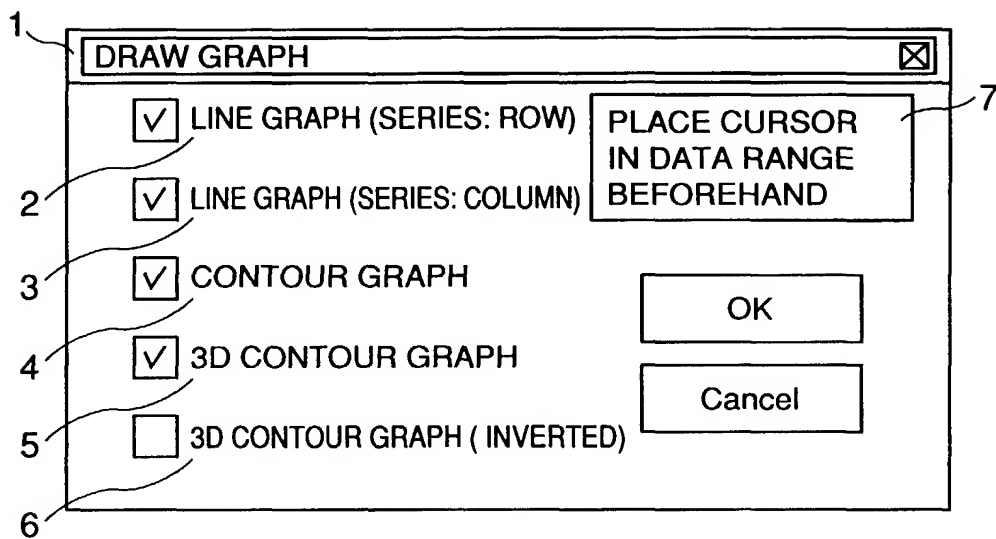 1
DRAW GRAPH
LINE GRAPH (SERIES: ROW)
2
LINE GRAPH (SERIES: COLUMN)
3
CONTOUR GRAPH
4
3D CONTOUR GRAPH
5
3D CONTOUR GRAPH ( INVERTED)
6
PLACE CURSOR
IN DATA RANGE
BEFOREHAND
7
OK
Cancel